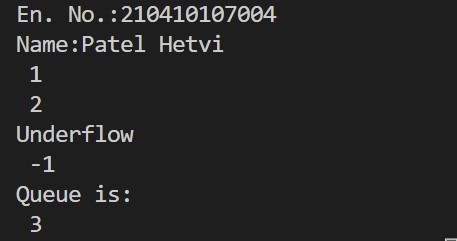 En. No.:210410107004
Name:Patel Hetvi
1
2
Underflow
-1
Queue is:
3